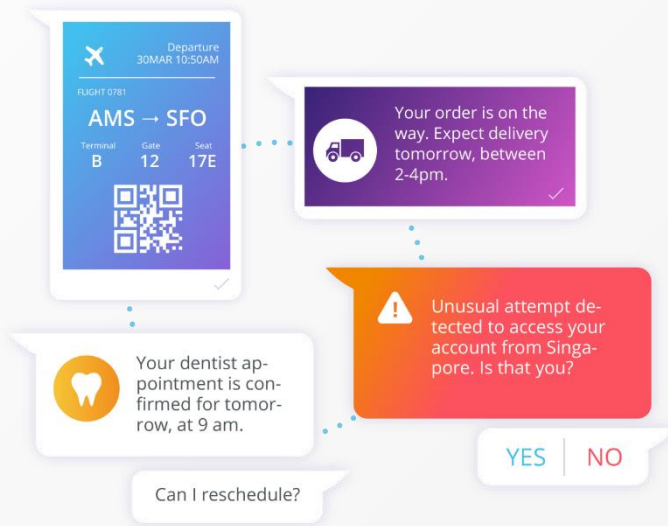 Departure
30MAR 10:50AM
FLIGHT 0781
AMS → SFO
Terminal Gate Seat
B 12 17E
Your order is on the
way. Expect delivery
tomorrow, between
2-4pm.
Unusual attempt de-
tected to access your
account from Singa-
pore. Is that you?
YES NO
Your dentist ap-
pointment is con-
firmed for tomor-
row, at 9 am.
Can I reschedule?